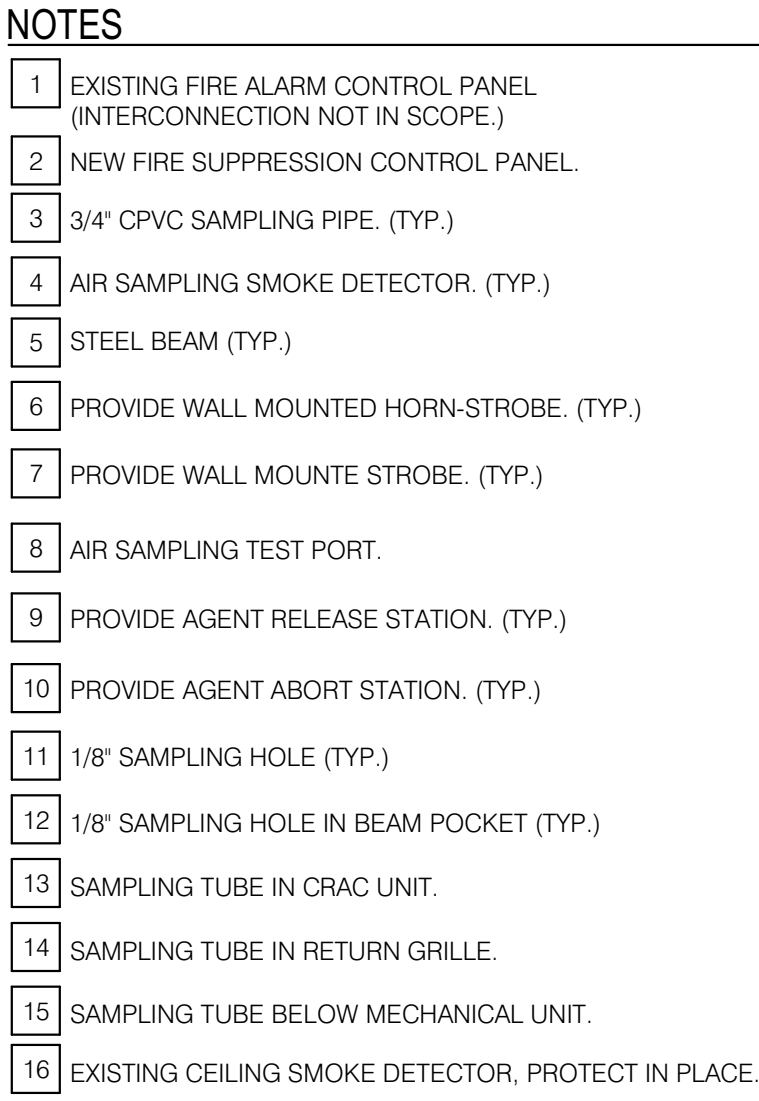 NOTES
1 EXISTING FIRE ALARM CONTROL PANEL
(INTERCONNECTION NOT IN SCOPE.)
2 NEW FIRE SUPPRESSION CONTROL PANEL.
3 3/4" CPVC SAMPLING PIPE. (TYP.)
4 AIR SAMPLING SMOKE DETECTOR. (TYP.)
5 STEEL BEAM (TYP.)
6 PROVIDE WALL MOUNTED HORN-STROBE. (TYP.)
7 PROVIDE WALL MOUNTE STROBE. (TYP.)
8 AIR SAMPLING TEST PORT.
9 PROVIDE AGENT RELEASE STATION. (TYP.)
10 PROVIDE AGENT ABORT STATION. (TYP.)
11 1/8" SAMPLING HOLE (TYP.)
12 1/8" SAMPLING HOLE IN BEAM POCKET (TYP.)
13 SAMPLING TUBE IN CRAC UNIT.
14 SAMPLING TUBE IN RETURN GRILLE.
15 SAMPLING TUBE BELOW MECHANICAL UNIT.
16 EXISTING CEILING SMOKE DETECTOR, PROTECT IN PLACE.